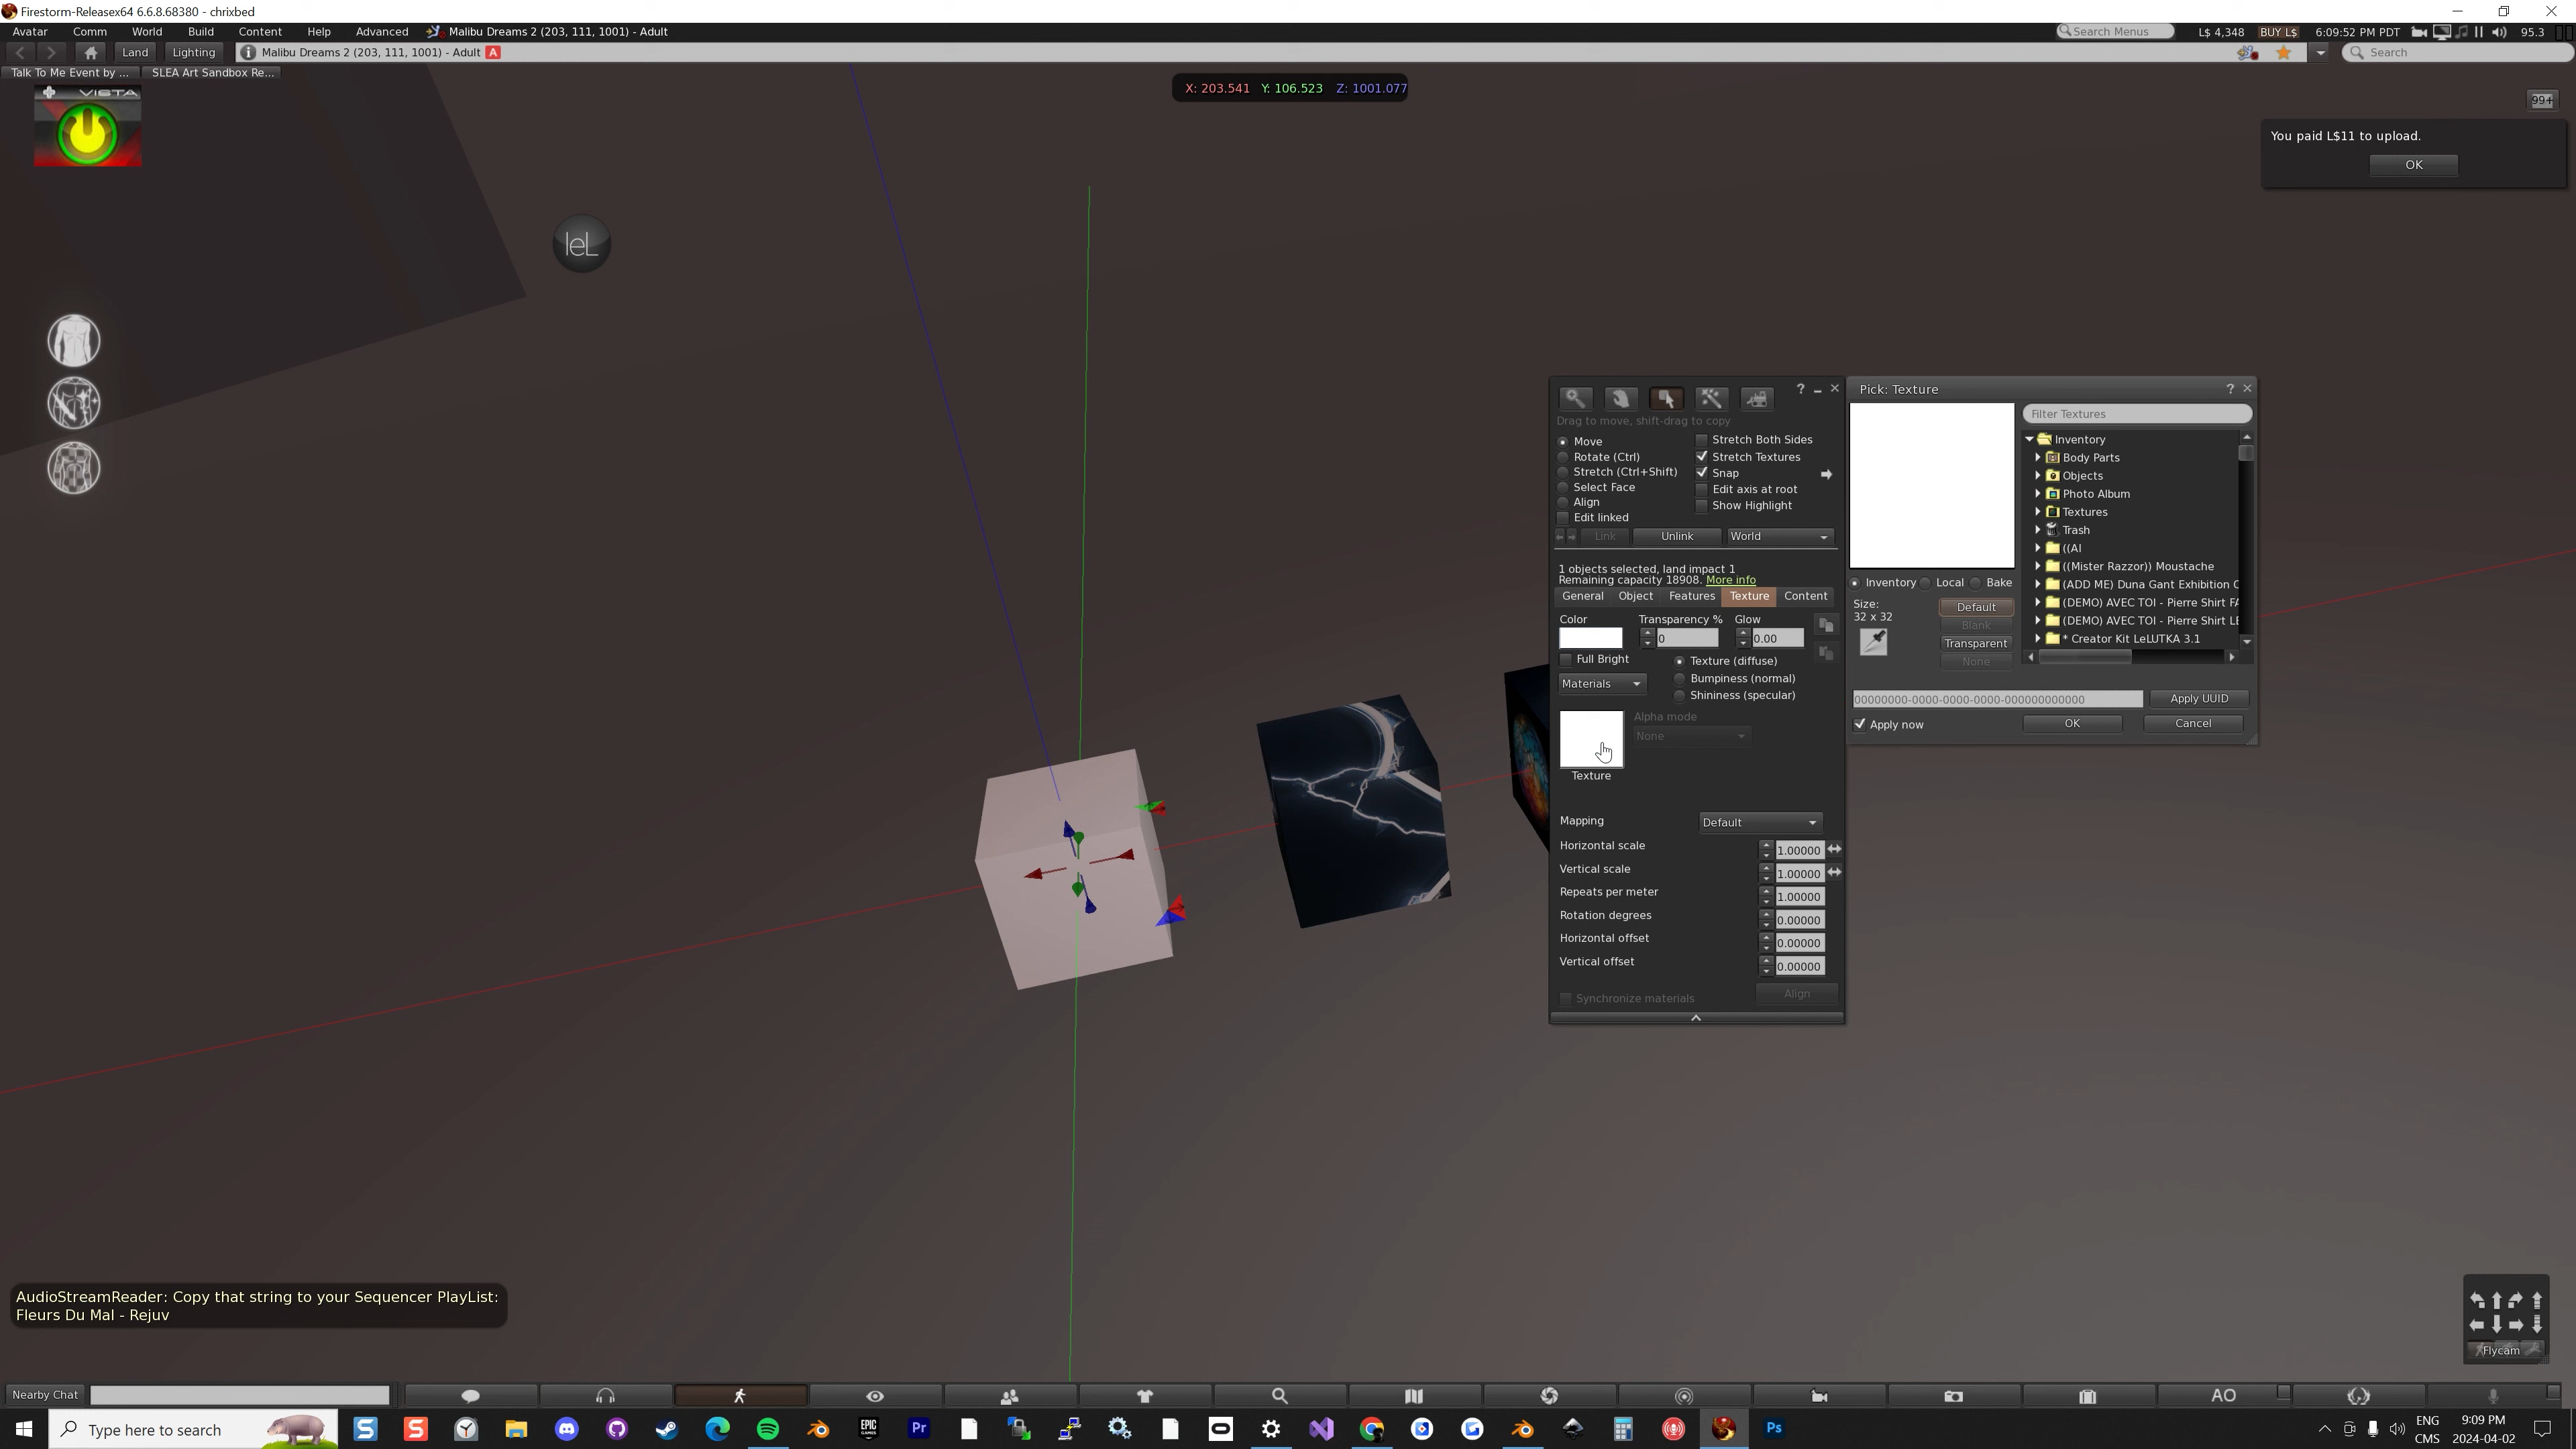 Firestorm-Releasex64 6.6.8.68380 - chrixbed
Avatar Comm World Build Content Help Advanced Malibu Dreams 2 (203, 111, 1001) - Adult Search Menus L$ 4,348 BUY L$ 6:09:52 PM PDT 95.3
Land Lighting Malibu Dreams 2 (203, 111, 1001) - Adult A Search
Talk To Me Event by ... SLEA Art Sandbox Re...
VISTA
X: 203.541 Y: 106.523 Z: 1001.077
99+
You paid L$11 to upload.
OK
leL
Drag to move, shift-drag to copy
Move
Rotate (Ctrl)
Stretch (Ctrl+Shift)
Select Face
Align
Edit linked
Stretch Both Sides
Stretch Textures
Snap
Edit axis at root
Show Highlight
Link Unlink World
1 objects selected, land impact 1
Remaining capacity 18908. More info
General Object Features Texture Content
Color Transparency % Glow
0 0.00
Full Bright
Materials
Texture (diffuse)
Bumpiness (normal)
Shininess (specular)
Alpha mode
None
Texture
Mapping Default
Horizontal scale 1.00000
Vertical scale 1.00000
Repeats per meter 1.00000
Rotation degrees 0.00000
Horizontal offset 0.00000
Vertical offset 0.00000
Synchronize materials Align
Pick: Texture
Filter Textures
Inventory
Body Parts
Objects
Photo Album
Textures
Trash
((AI
((Mister Razzor)) Moustache
(ADD ME) Duna Gant Exhibition
(DEMO) AVEC TOI - Pierre Shirt
(DEMO) AVEC TOI - Pierre Shirt
* Creator Kit LeLUTKA 3.1
Inventory Local Bake
Size:
32 x 32
Default
Blank
Transparent
None
00000000-0000-0000-0000-000000000000 Apply UUID
Apply now OK Cancel
AudioStreamReader: Copy that string to your Sequencer PlayList:
Fleurs Du Mal - Rejuv
Flycam
Nearby Chat AO
Type here to search
EPIC GAMES
Pr
Ps
ENG
CMS
9:09 PM
2024-04-02